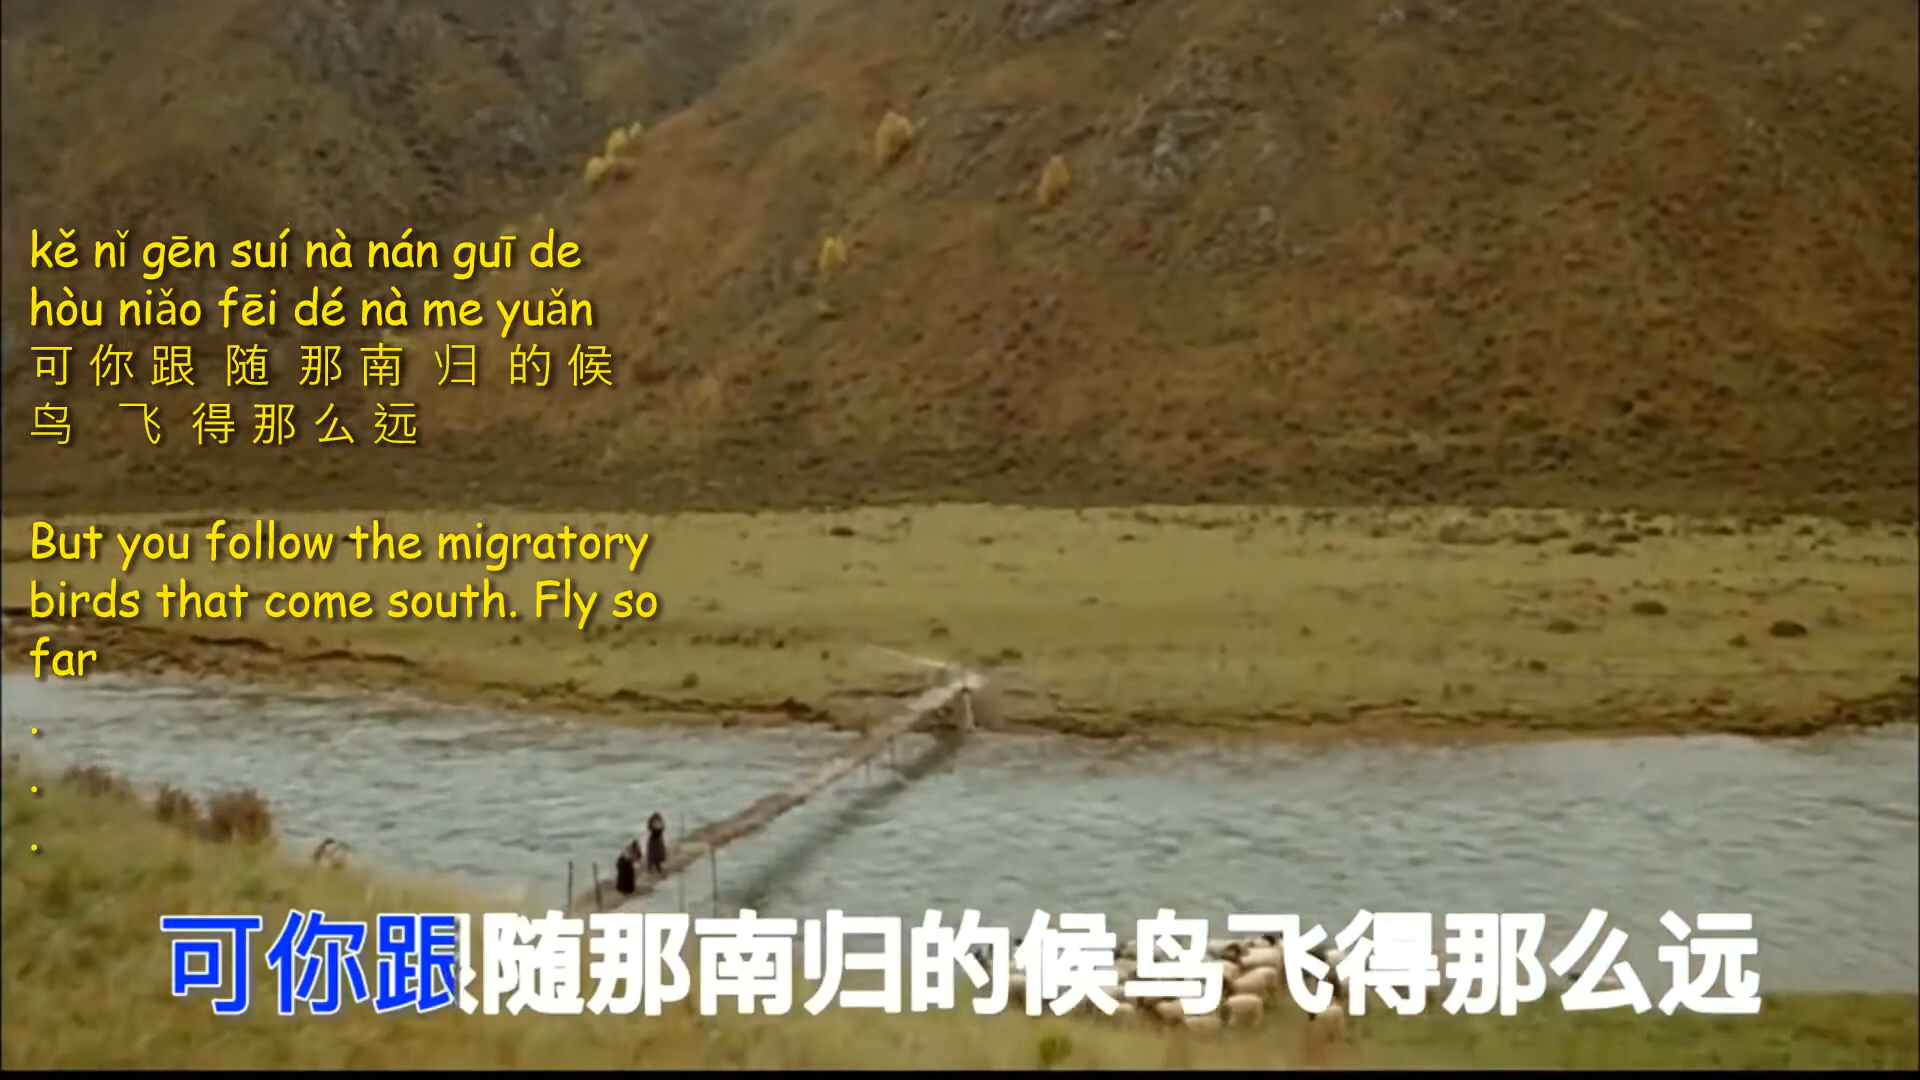 kě nǐ gēn suí nà nán guī de
hòu niǎo fēi dé nà me yuǎn
可 你 跟 随 那 南 归 的 候
鸟 飞 得 那 么 远
But you follow the migratory
birds that come south. Fly so
far
.
.
.
可你跟随那南归的候鸟飞得那么远